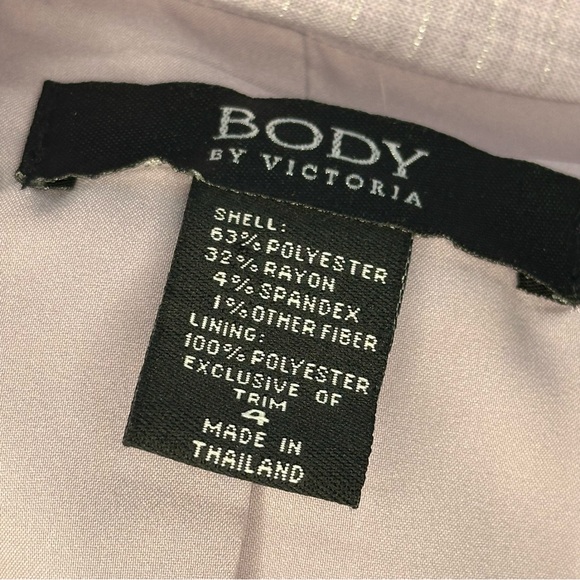 BODY
BY VICTORIA
SHELL:
63% POLYESTER
32% RAYON
4% SPANDEX
1% OTHER FIBER
LINING:
100% POLYESTER
EXCLUSIVE OF
TRIM
4
MADE IN
THAILAND